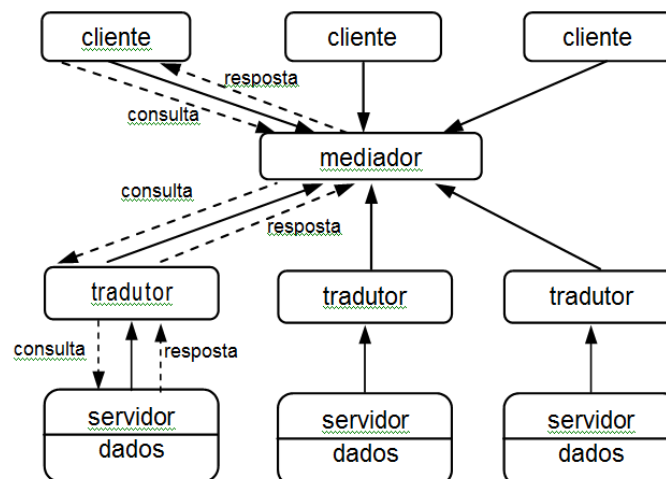 cliente
cliente
cliente
resposta
consulta
mediador
consulta
resposta
tradutor
tradutor
tradutor
consulta
resposta
servidor
dados
servidor
dados
servidor
dados